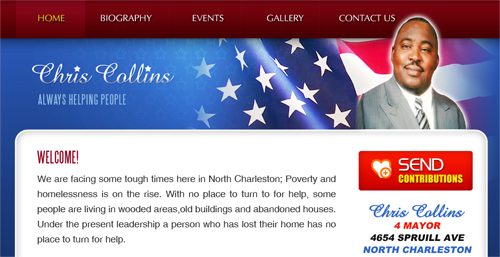 HOME BIOGRAPHY EVENTS GALLERY CONTACT US
Chris Collins
ALWAYS HELPING PEOPLE
WELCOME!
We are facing some tough times here in North Charleston; Poverty and
homelessness is on the rise. With no place to turn to for help, some
people are living in wooded areas,old buildings and abandoned houses.
Under the present leadership a person who has lost their home has no
place to turn for help.
SEND
CONTRIBUTIONS
Chris Collins
4 MAYOR
4654 SPRUILL AVE
NORTH CHARLESTON